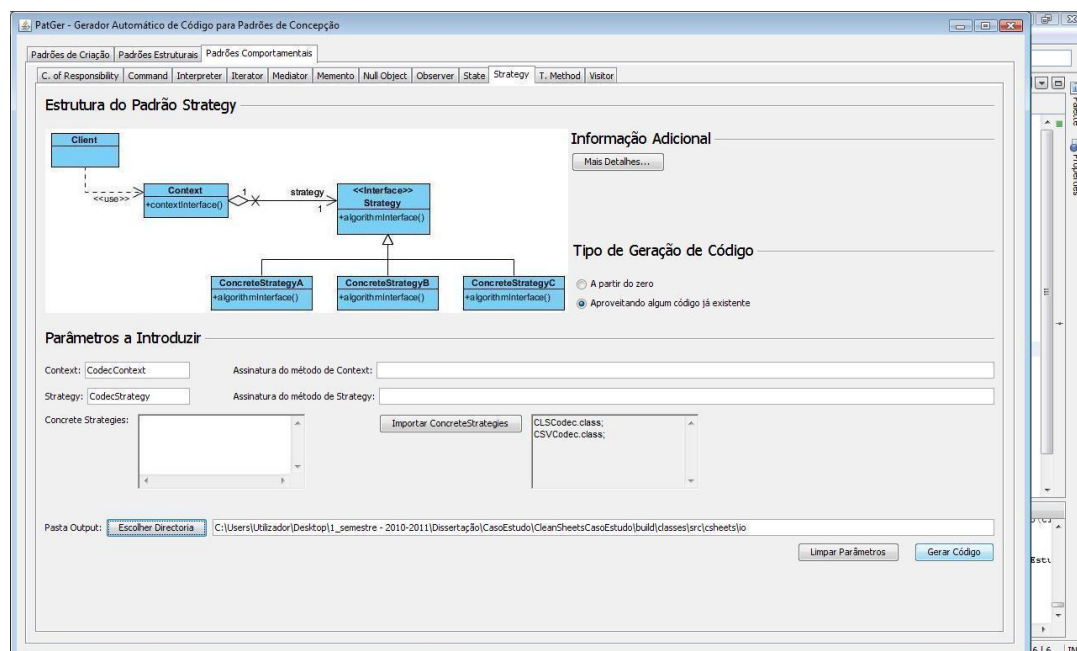 PatGer - Gerador Automático de Código para Padrões de Concepção
Padrões de Criação Padrões Estruturais Padrões Comportamentais
C. of Responsibility Command Interpreter Iterator Mediator Memento Null Object Observer State Strategy T. Method Visitor
Estrutura do Padrão Strategy
Client
<<use>>
Context
+contextInterface()
1
strategy
1
<<Interface>>
Strategy
+algorithmInterface()
ConcreteStrategyA
+algorithmInterface()
ConcreteStrategyB
+algorithmInterface()
ConcreteStrategyC
+algorithmInterface()
Informação Adicional
Mais Detalhes...
Tipo de Geração de Código
A partir do zero
Aproveitando algum código já existente
Parâmetros a Introduzir
Context: CodecContext Assinatura do método de Context:
Strategy: CodecStrategy Assinatura do método de Strategy:
Concrete Strategies: Importar ConcreteStrategies
CLSCodec.class;
CSVCodec.class;
Pasta Output: Escolher Directoria C:\Users\Utilizador\Desktop\1_semestre - 2010-2011\Dissertação\CasoEstudo\CleanSheetsCasoEstudo\build\classes\src\csheets\io
Limpar Parâmetros Gerar Código